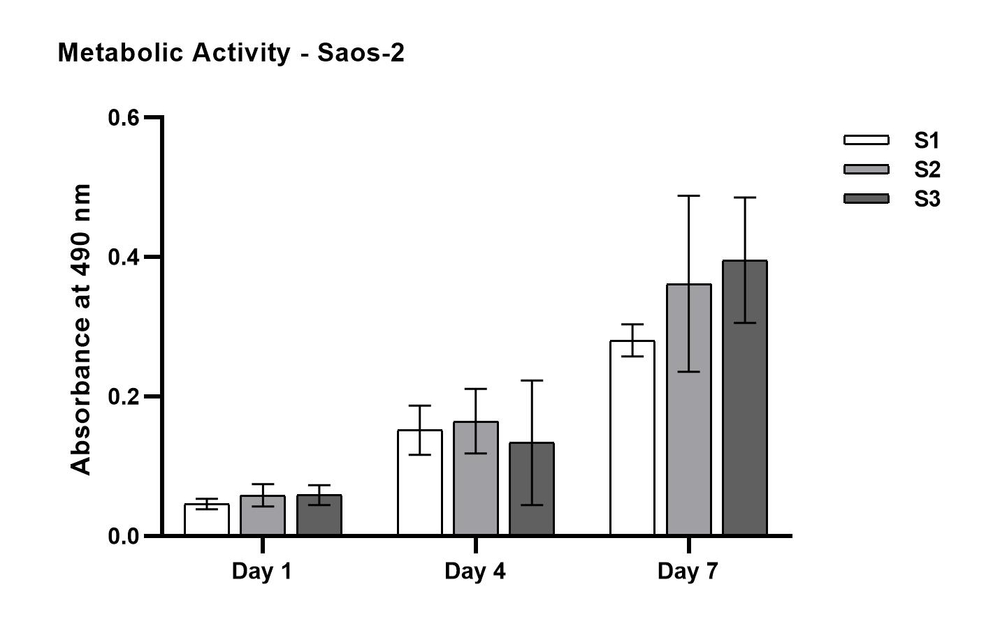 Metabolic Activity - Saos-2
Absorbance at 490 nm
0.6
0.4
0.2
0.0
Day 1
Day 4
Day 7
S1
S2
S3